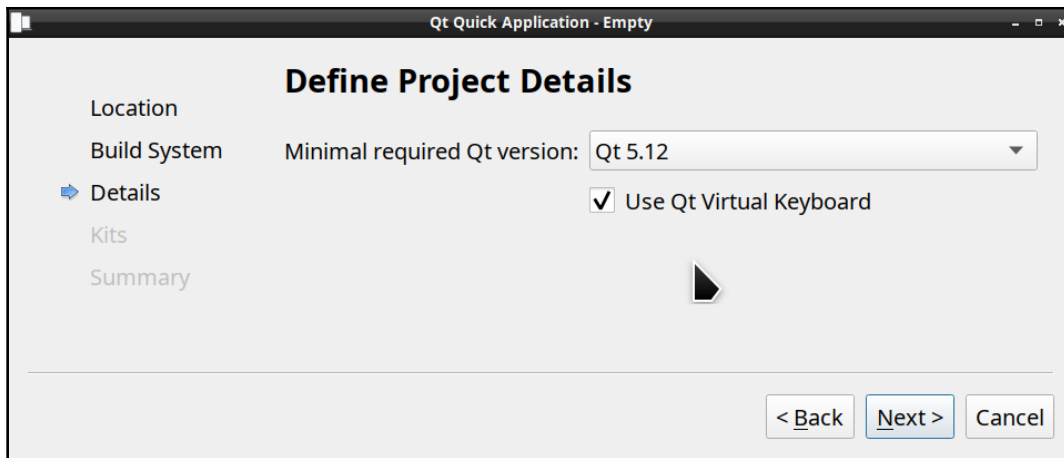 Qt Quick Application - Empty
Define Project Details
Location
Build System
Details
Kits
Summary
Minimal required Qt version: Qt 5.12
Use Qt Virtual Keyboard
< Back Next > Cancel